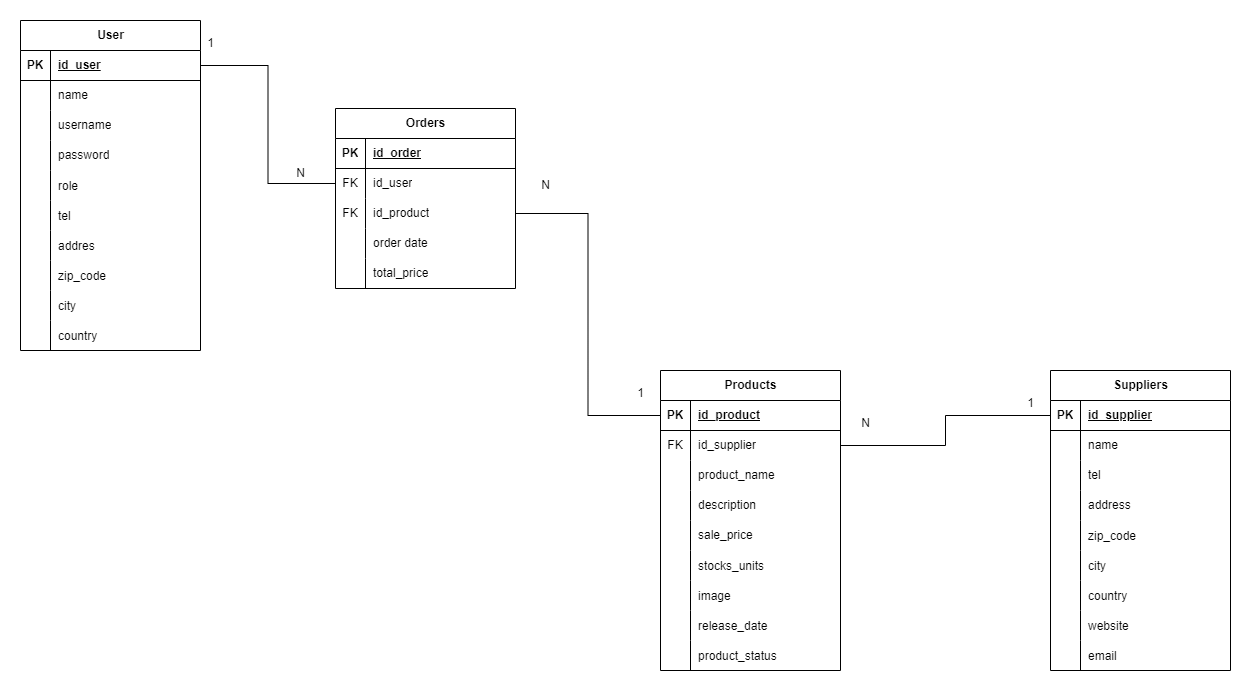 User
1
PK id_user
name
username
password
role
tel
addres
zip_code
city
country
N
Orders
PK id_order
FK id_user
FK id_product
order date
total_price
N
1
Products
PK id_product
FK id_supplier
product_name
description
sale_price
stocks_units
image
release_date
product_status
N
1
Suppliers
PK id_supplier
name
tel
address
zip_code
city
country
website
email